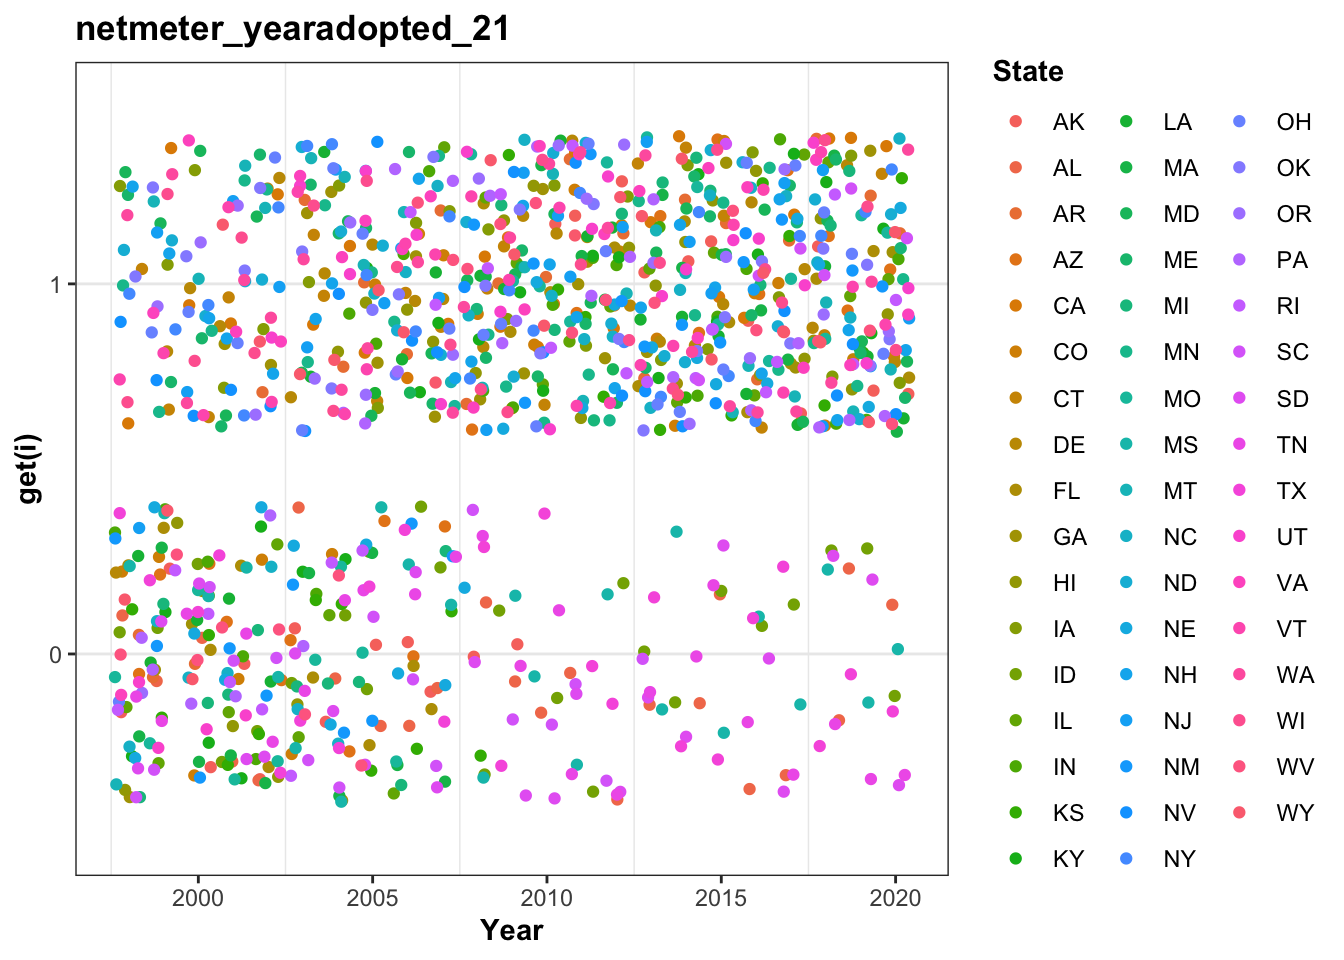 netmeter_yearadopted_21
get(i)
1
0
2000 2005 2010 2015 2020
Year
State
AK LA OH
AL MA OK
AR MD OR
AZ ME PA
CA MI RI
CO MN SC
CT MO SD
DE MS TN
FL MT TX
GA NC UT
HI ND VA
IA NE VT
ID NH WA
IL NJ WI
IN NM WV
KS NV WY
KY NY